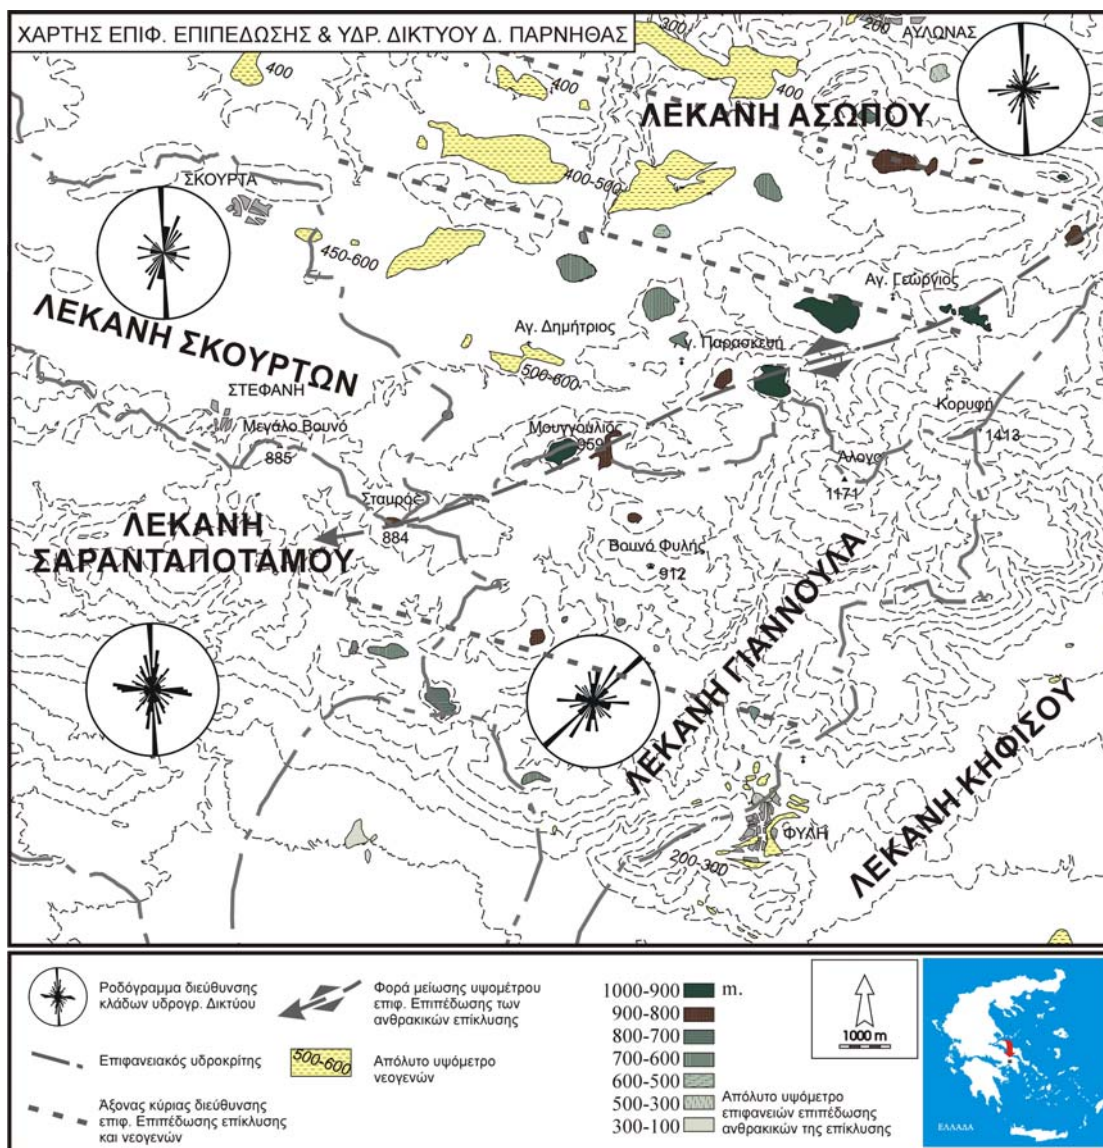 ΧΑΡΤΗΣ ΕΠΙΦ. ΕΠΙΠΕΔΩΣΗΣ & ΥΔΡ. ΔΙΚΤΥΟΥ Δ. ΠΑΡΝΗΘΑΣ
300
200
ΑΥΛΩΝΑΣ
400
400
400
ΛΕΚΑΝΗ ΑΣΩΠΟΥ
400-500
ΣΚΟΥΡΤΑ
450-600
Αγ. Γεώργιος
ΛΕΚΑΝΗ ΣΚΟΥΡΤΩΝ
Αγ. Δημήτριος
γ. Παρασκευή
500-600
ΣΤΕΦΑΝΗ
Μεγάλο Βουνό
885
Μουγγούλιός
959
Κορυφή
1413
Άλογο
1171
Σταυρός
884
ΛΕΚΑΝΗ
ΣΑΡΑΝΤΑΠΟΤΑΜΟΥ
Βουνό Φυλής
912
ΛΕΚΑΝΗ ΓΙΑΝΝΟΥΛΑ
ΛΕΚΑΝΗ ΚΗΦΙΣΟΥ
ΦΥΛΗ
200-300
Ροδόγραμμα διεύθυνσης
κλάδων υδρογρ. Δικτύου
Επιφανειακός υδροκρίτης
Άξονας κύριας διεύθυνσης
επιφ. Επιπέδωσης επίκλυσης
και νεογενών
Φορά μείωσης υψομέτρου
επιφ. Επιπέδωσης των
ανθρακικών επίκλυσης
500-600
Απόλυτο υψόμετρο
νεογενών
1000-900 m.
900-800
800-700
700-600
600-500
500-300
300-100
Απόλυτο υψόμετρο
επιφανειών επιπέδωσης
ανθρακικών της επίκλυσης
1000 m
ΕΛΛΑΔΑ